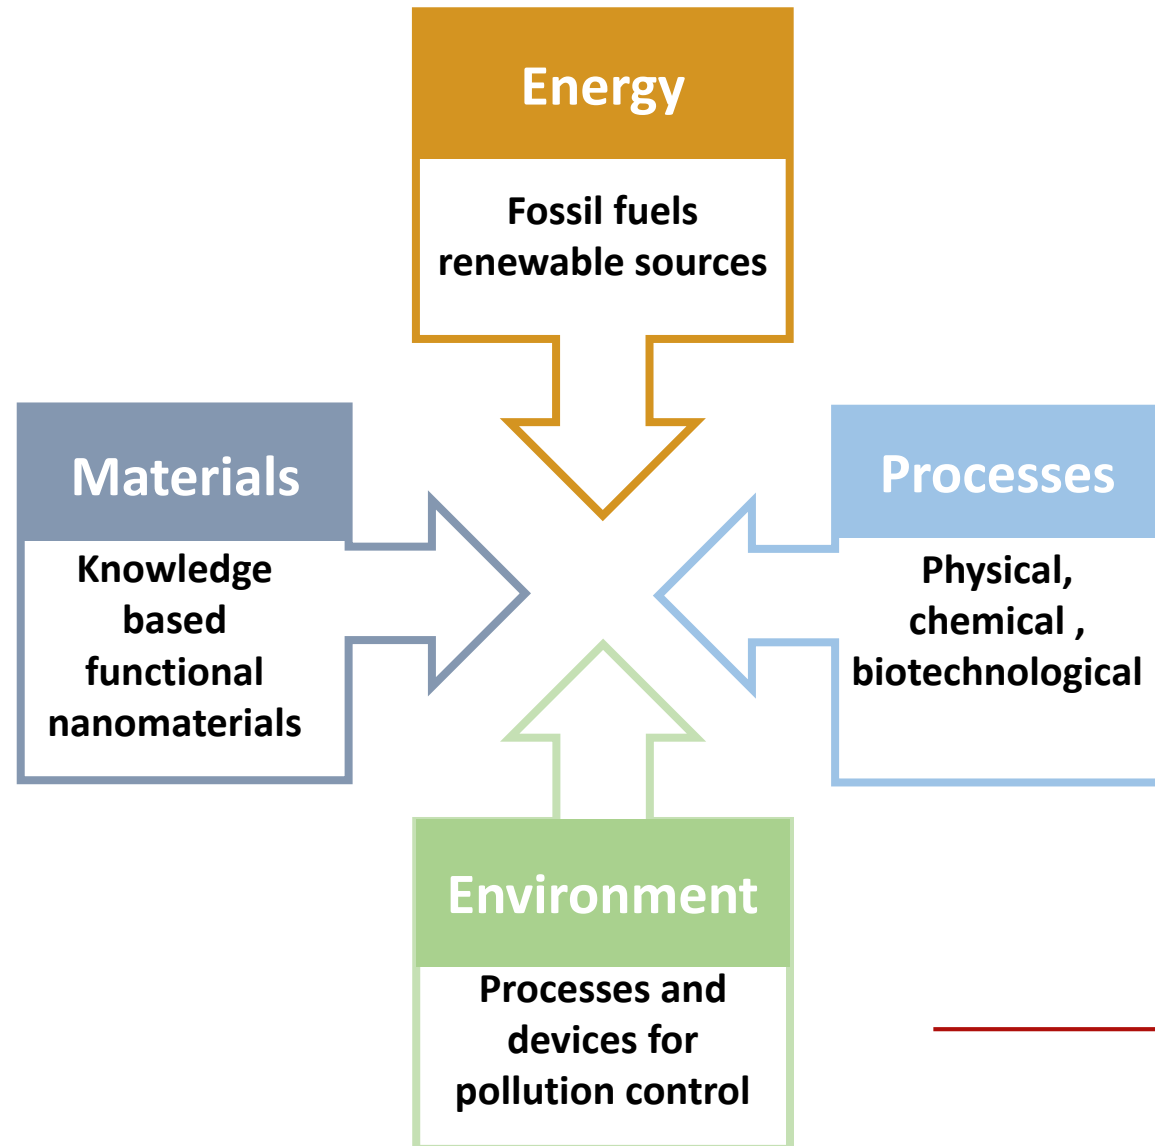 Energy
Fossil fuels
renewable sources
Materials
Knowledge
based
functional
nanomaterials
Processes
Physical,
chemical ,
biotechnological
Environment
Processes and
devices for
pollution control